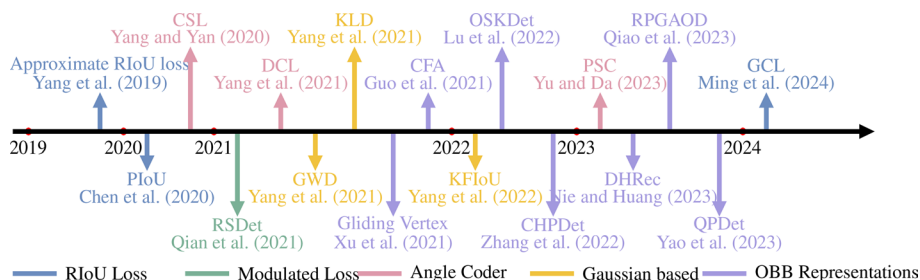 CSL
Yang and Yan (2020)
KLD
Yang et al. (2021)
OSKDet
Lu et al. (2022)
RPGAOD
Qiao et al. (2023)
Approximate RIoU loss
Yang et al. (2019)
DCL
Yang et al. (2021)
CFA
Guo et al. (2021)
PSC
Yu and Da (2023)
GCL
Ming et al. (2024)
2019
2020
2021
2022
2023
2024
PIoU
Chen et al. (2020)
GWD
Yang et al. (2021)
KFIoU
Yang et al. (2022)
DHRec
Nie and Huang (2023)
RSDet
Qian et al. (2021)
Gliding Vertex
Xu et al. (2021)
CHPDet
Zhang et al. (2022)
QPDet
Yao et al. (2023)
RIoU Loss
Modulated Loss
Angle Coder
Gaussian based
OBB Representations